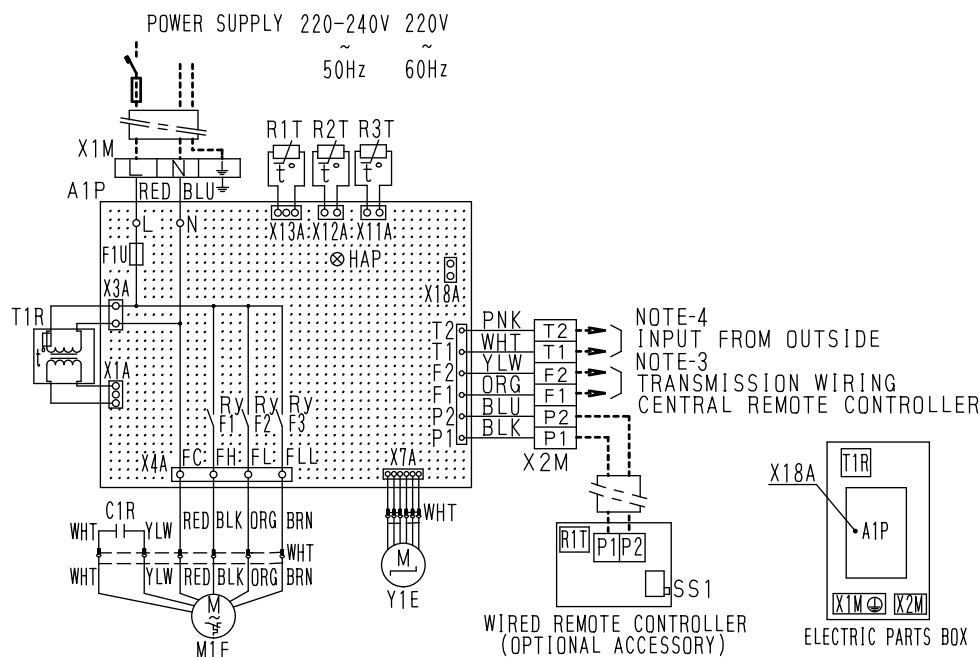 POWER SUPPLY 220-240V 220V
~ ~
50Hz 60Hz
X1M
L N
A1P RED BLU
R1T R2T R3T
t° t° t°
L N
X13A X12A X11A
F1U
HAP
X3A
X18A
T1R
t°
X1A
T2 PNK T2
T1 WHT T1
F2 YLW F2
F1 ORG F1
P2 BLU P2
P1 BLK P1
X2M
NOTE-4
INPUT FROM OUTSIDE
NOTE-3
TRANSMISSION WIRING
CENTRAL REMOTE CONTROLLER
Ry Ry Ry
F1 F2 F3
X4A FC FH FL FLL
X7A
C1R
WHT YLW RED BLK ORG BRN
WHT
WHT YLW RED BLK ORG BRN
M
~
M1F
WHT
M
Y1E
R1T P1 P2
SS1
WIRED REMOTE CONTROLLER
(OPTIONAL ACCESSORY)
X18A
T1R
A1P
X1M X2M
ELECTRIC PARTS BOX